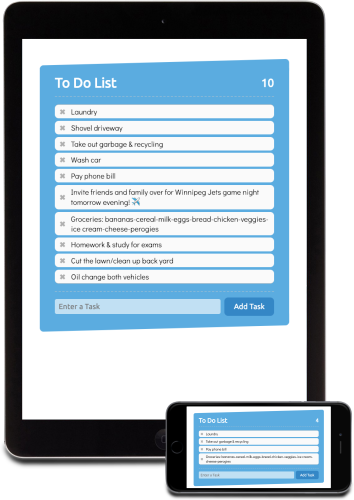 To Do List 10
Laundry
Shovel driveway
Take out garbage & recycling
Wash car
Pay phone bill
Invite friends and family over for Winnipeg Jets game night
tomorrow evening! ✈️
Groceries: bananas-cereal-milk-eggs-bread-chicken-veggies-
ice cream-cheese-perogies
Homework & study for exams
Cut the lawn/clean up back yard
Oil change both vehicles
Enter a Task Add Task
To Do List
Laundry
Take out garbage & recycling
Pay phone bill
Groceries: bananas-cereal-milk-eggs-bread-chicken-veggies-ice cream-
cheese-perogies
Enter a Task Add Task